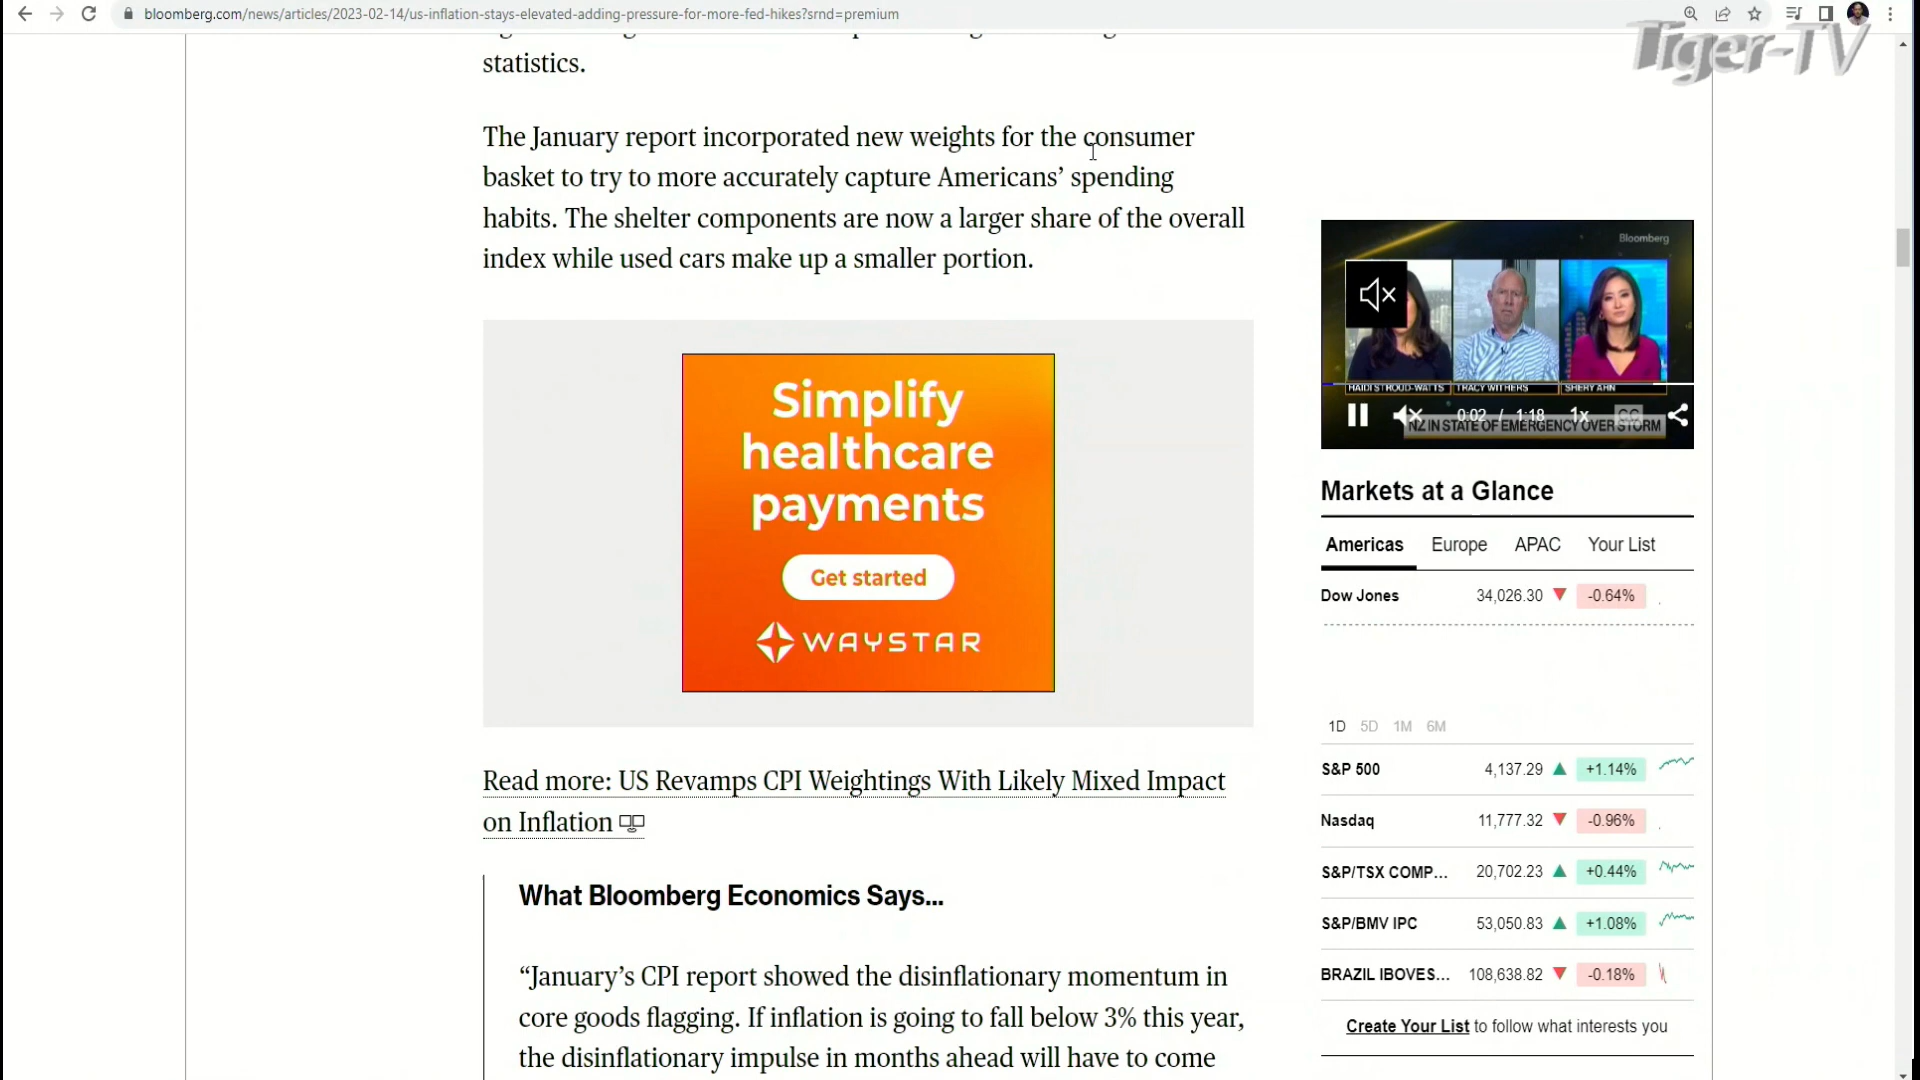 bloomberg.com/news/articles/2023-02-14/us-inflation-stays-elevated-adding-pressure-for-more-fed-hikes?srnd=premium
Tiger-TV
statistics.
The January report incorporated new weights for the consumer
basket to try to more accurately capture Americans’ spending
habits. The shelter components are now a larger share of the overall
index while used cars make up a smaller portion.
Simplify
healthcare
payments
Get started
WAYSTAR
Read more: US Revamps CPI Weightings With Likely Mixed Impact
on Inflation
What Bloomberg Economics Says...
“January’s CPI report showed the disinflationary momentum in
core goods flagging. If inflation is going to fall below 3% this year,
the disinflationary impulse in months ahead will have to come
Bloomberg
HAIDI STROUD-WATTS TRACY WITHERS SHERY AHN
0:02 / 1:18 1x CC
NZ IN STATE OF EMERGENCY OVER STORM
Markets at a Glance
Americas Europe APAC Your List
Dow Jones 34,026.30 -0.64%
1D 5D 1M 6M
S&P 500 4,137.29 +1.14%
Nasdaq 11,777.32 -0.96%
S&P/TSX COMP... 20,702.23 +0.44%
S&P/BMV IPC 53,050.83 +1.08%
BRAZIL IBOVES... 108,638.82 -0.18%
Create Your List to follow what interests you